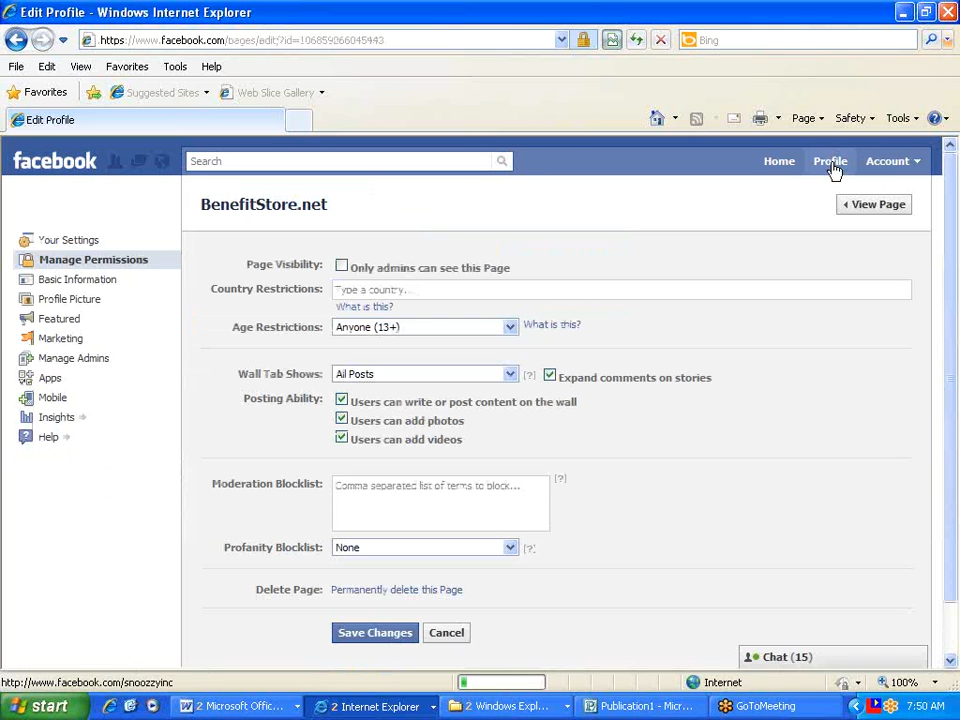 Edit Profile - Windows Internet Explorer
https://www.facebook.com/pages/edit/?id=106859266045443
Bing
File Edit View Favorites Tools Help
Favorites Suggested Sites Web Slice Gallery
Edit Profile
Page Safety Tools
facebook
Search
Home Profile Account
BenefitStore.net
View Page
Your Settings
Manage Permissions
Basic Information
Profile Picture
Featured
Marketing
Manage Admins
Apps
Mobile
Insights
Help
Page Visibility: Only admins can see this Page
Country Restrictions: Type a country...
What is this?
Age Restrictions: Anyone (13+) What is this?
Wall Tab Shows: All Posts [?] Expand comments on stories
Posting Ability: Users can write or post content on the wall
Users can add photos
Users can add videos
Moderation Blocklist: Comma separated list of terms to block... [?]
Profanity Blocklist: None [?]
Delete Page: Permanently delete this Page
Save Changes Cancel
Chat (15)
http://www.facebook.com/snoozzyinc
Internet 100%
start 2 Microsoft Offic... 2 Internet Explorer 2 Windows Expl... Publication1 - Micr... GoToMeeting 7:50 AM